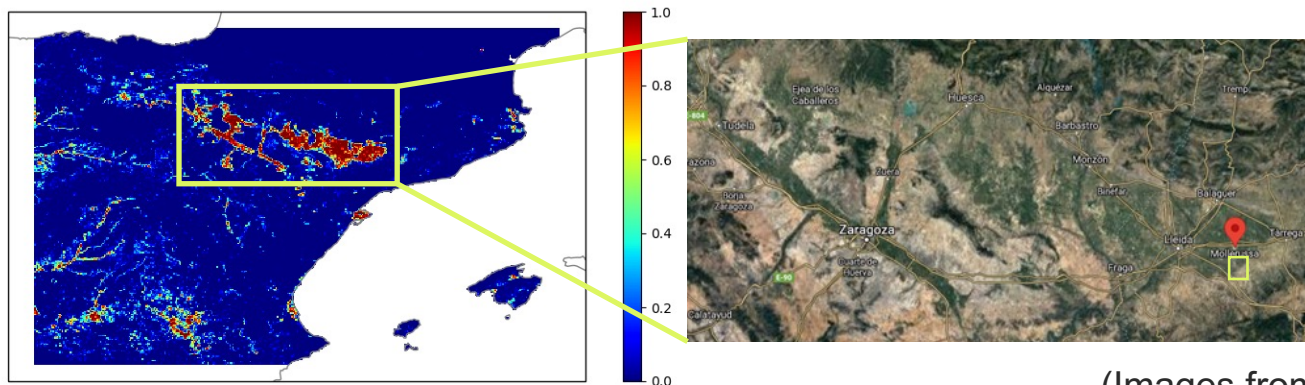 1.0
0.8
0.6
0.4
0.2
0.0
Ejea de los
Caballeros
Huesca
Alquézar
Tremp
Tudela
Barbastro
Monzón
Zuera
Binéfar
Balaguer
Borja
Zaragoza
Zaragoza
Lleida
Mollerussa
Tàrrega
Cuarte de
Huerva
Fraga
E-90
Calatayud
(Images from